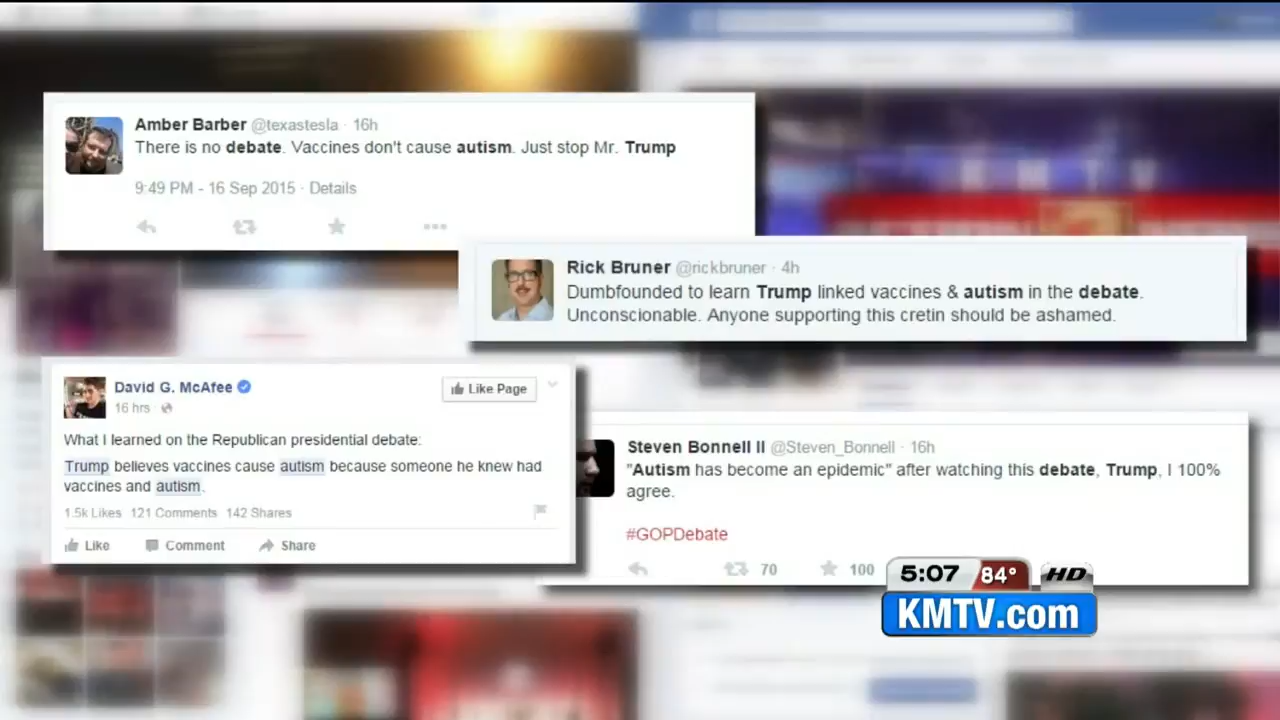 Amber Barber @texastesla · 16h
There is no debate. Vaccines don't cause autism. Just stop Mr. Trump
9:49 PM - 16 Sep 2015 · Details
Rick Bruner @rickbruner · 4h
Dumbfounded to learn Trump linked vaccines & autism in the debate.
Unconscionable. Anyone supporting this cretin should be ashamed.
David G. McAfee
Like Page
16 hrs ·
What I learned on the Republican presidential debate:
Trump believes vaccines cause autism because someone he knew had
vaccines and autism.
1.5k Likes 121 Comments 142 Shares
Like Comment Share
Steven Bonnell II @Steven_Bonnell · 16h
"Autism has become an epidemic" after watching this debate, Trump, I 100%
agree.
#GOPDebate
70 100
5:07 84° HD
KMTV.com